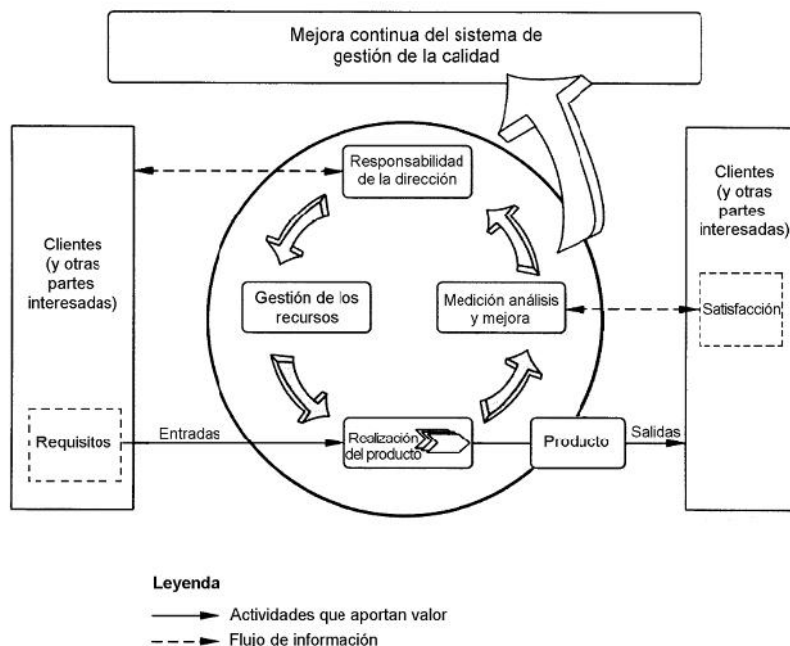 Mejora continua del sistema de
gestión de la calidad
Responsabilidad
de la dirección
Clientes
(y otras
partes
interesadas)
Clientes
(y otras
partes
interesadas)
Gestión de los
recursos
Medición análisis
y mejora
Satisfacción
Requisitos
Entradas
Realización
del producto
Producto
Salidas
Leyenda
Actividades que aportan valor
Flujo de información